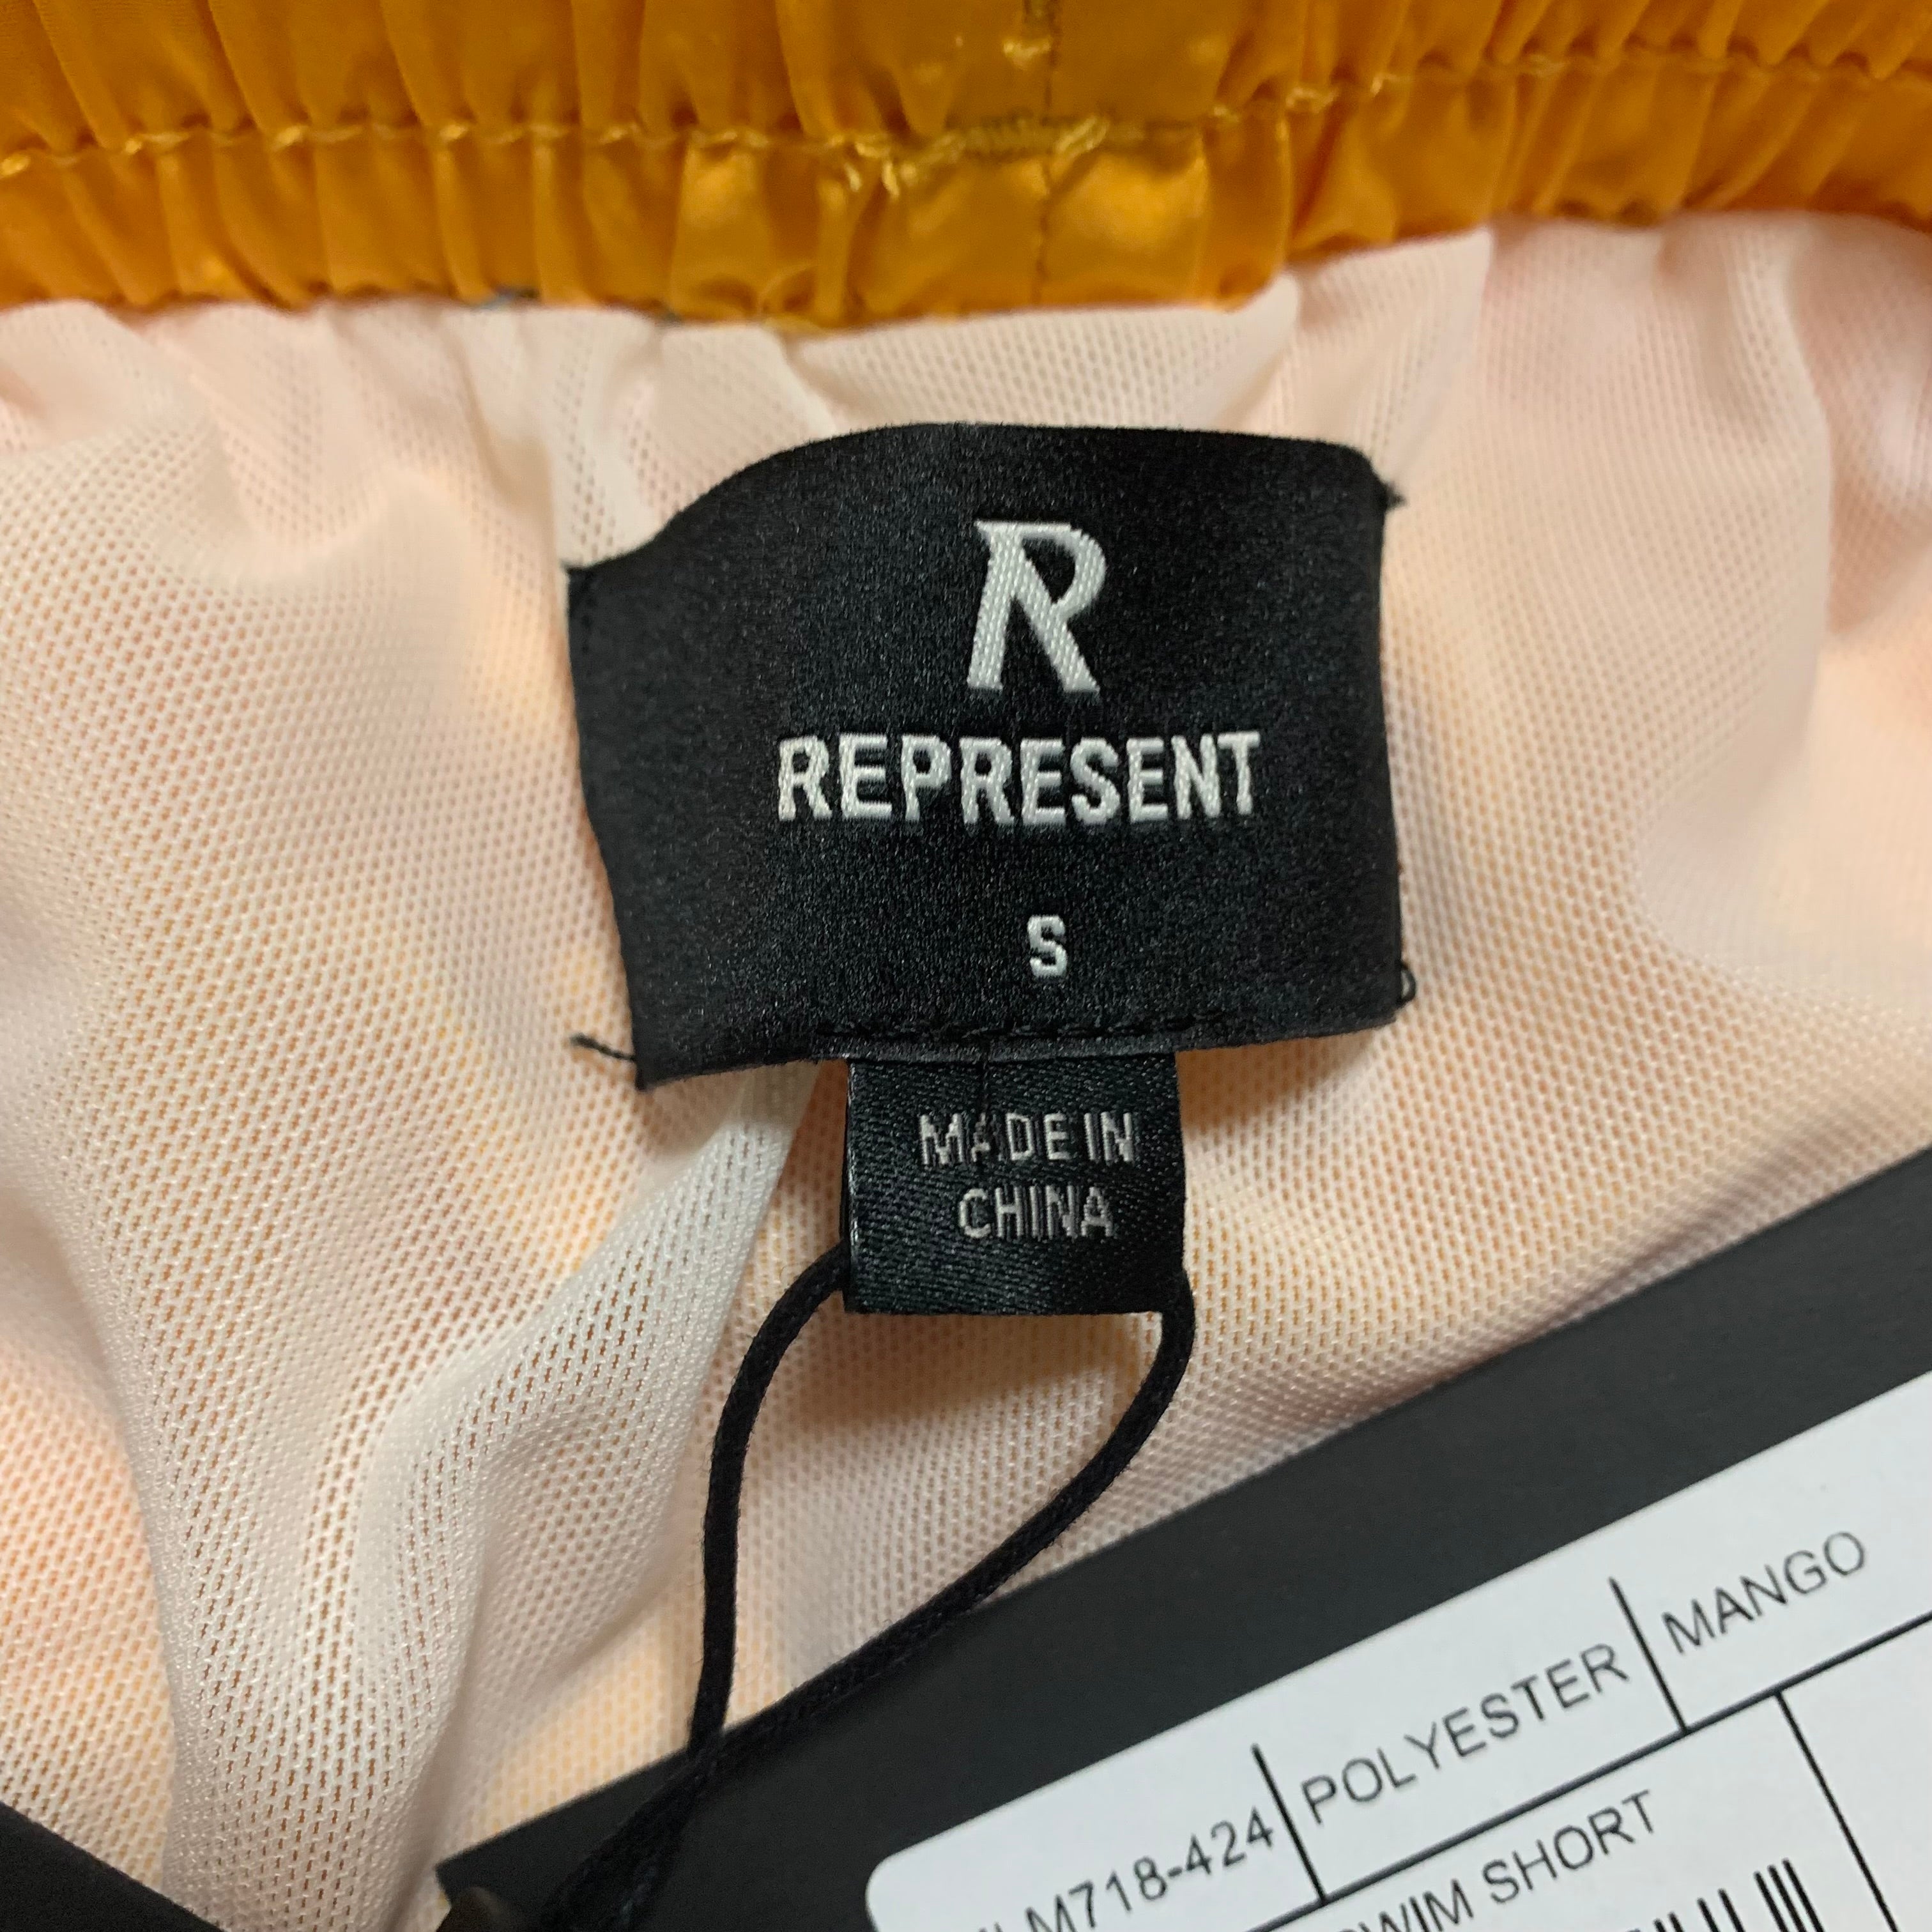 R
REPRESENT
S
MADE IN
CHINA
M718-424 POLYESTER MANGO
SWIM SHORT